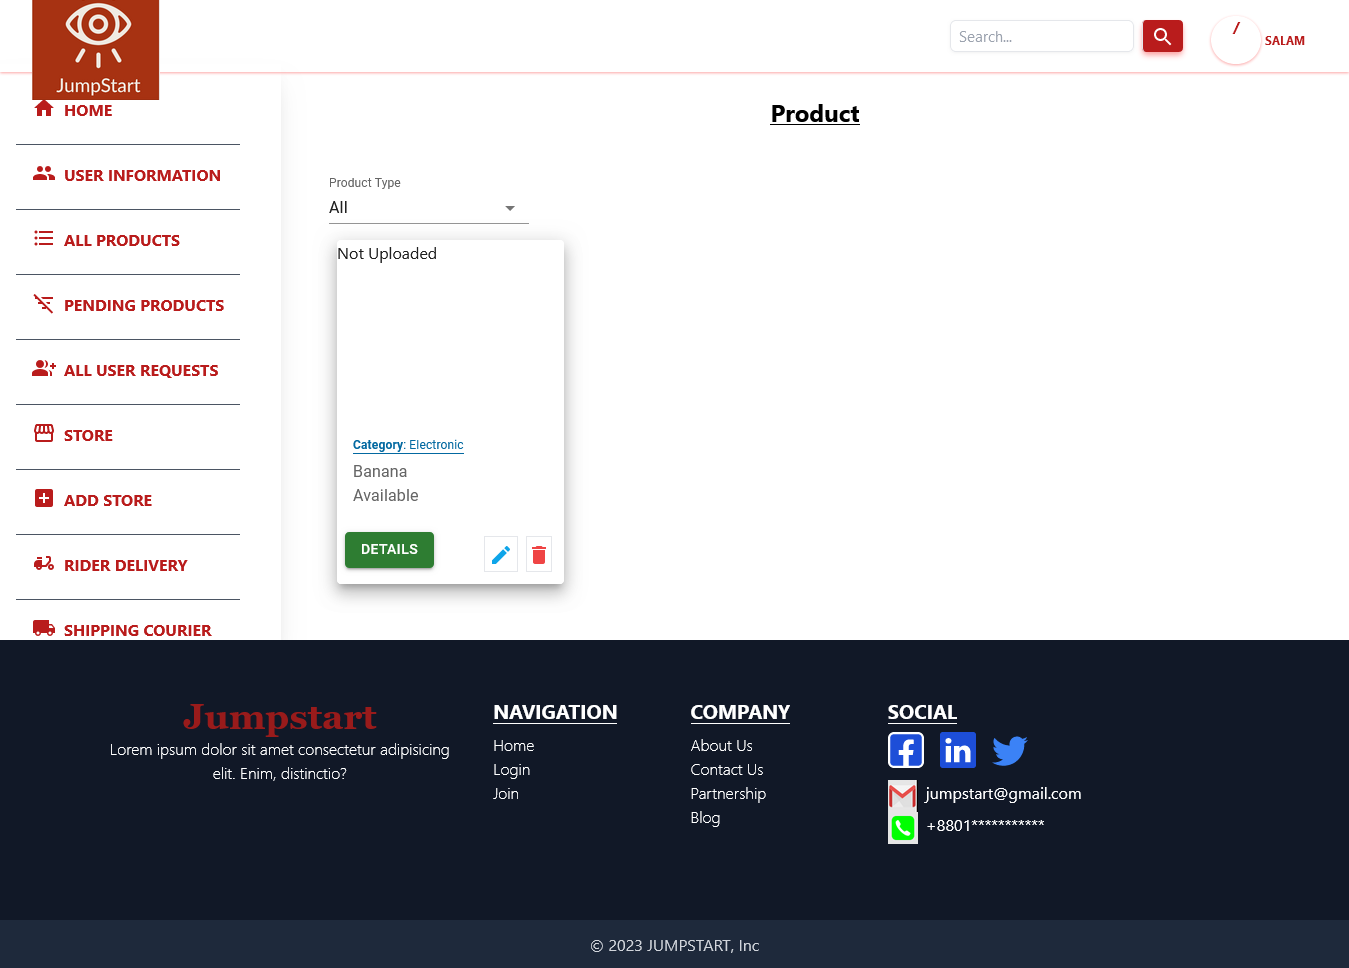 JumpStart
Search...
/
SALAM
HOME
USER INFORMATION
ALL PRODUCTS
PENDING PRODUCTS
ALL USER REQUESTS
STORE
ADD STORE
RIDER DELIVERY
SHIPPING COURIER
Product
Product Type
All
Not Uploaded
Category: Electronic
Banana
Available
DETAILS
Jumpstart
Lorem ipsum dolor sit amet consectetur adipisicing
elit. Enim, distinctio?
NAVIGATION
Home
Login
Join
COMPANY
About Us
Contact Us
Partnership
Blog
SOCIAL
jumpstart@gmail.com
+8801***********
© 2023 JUMPSTART, Inc